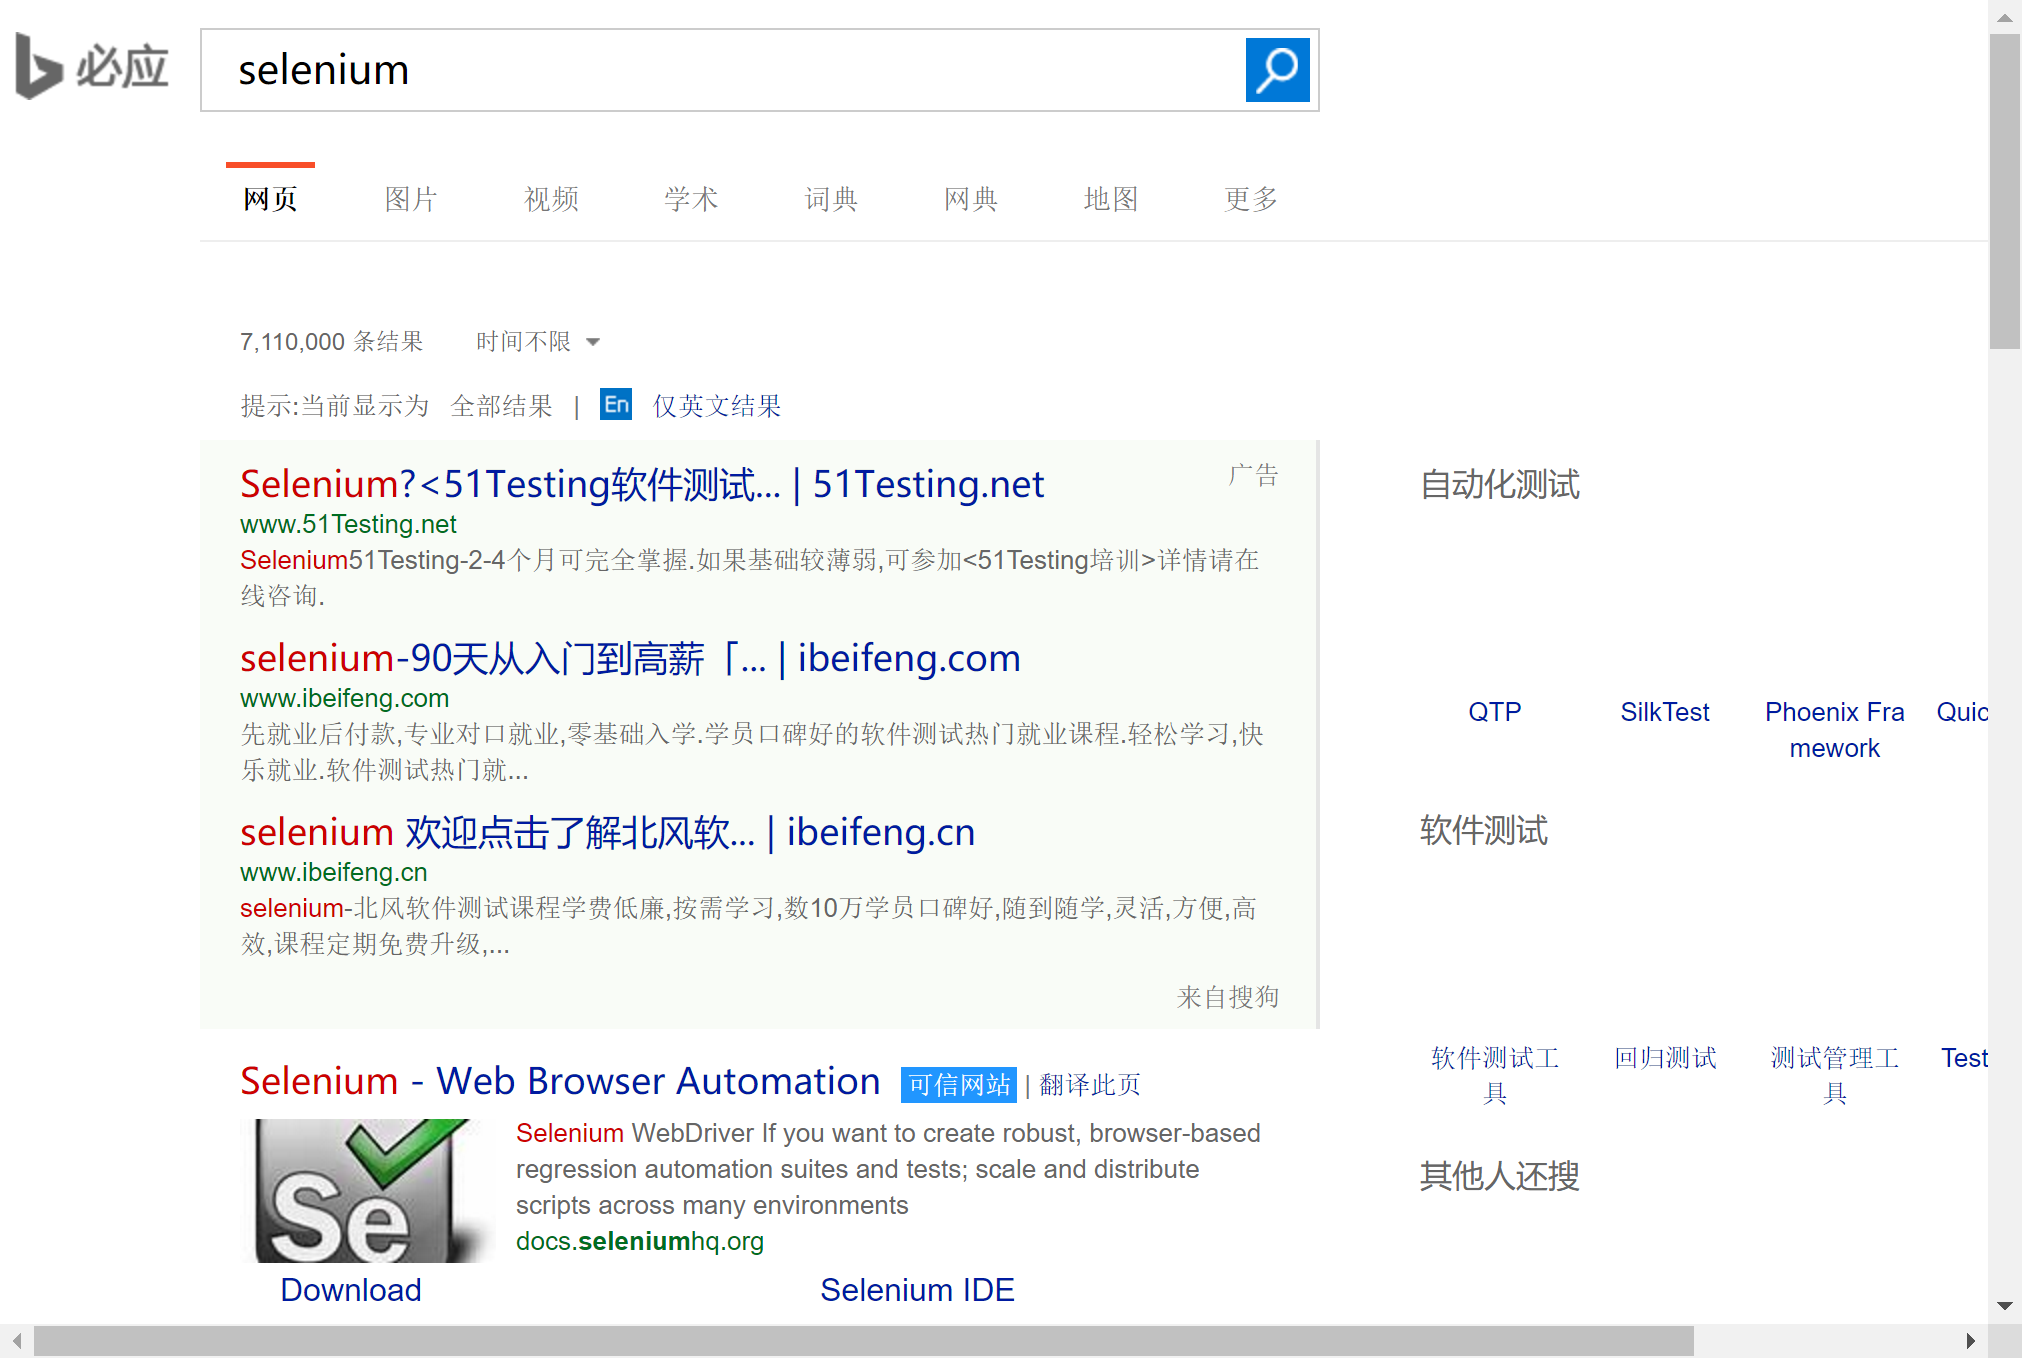 必应
selenium
网页 图片 视频 学术 词典 网典 地图 更多
7,110,000 条结果 时间不限
提示:当前显示为 全部结果 | En 仅英文结果
Selenium?<51Testing软件测试... | 51Testing.net 广告
www.51Testing.net
Selenium51Testing-2-4个月可完全掌握.如果基础较薄弱,可参加<51Testing培训>详情请在
线咨询.
selenium-90天从入门到高薪「... | ibeifeng.com
www.ibeifeng.com
先就业后付款,专业对口就业,零基础入学.学员口碑好的软件测试热门就业课程.轻松学习,快
乐就业.软件测试热门就...
selenium 欢迎点击了解北风软... | ibeifeng.cn
www.ibeifeng.cn
selenium-北风软件测试课程学费低廉,按需学习,数10万学员口碑好,随到随学,灵活,方便,高
效,课程定期免费升级,...
来自搜狗
Selenium - Web Browser Automation 可信网站 | 翻译此页
Se
Selenium WebDriver If you want to create robust, browser-based
regression automation suites and tests; scale and distribute
scripts across many environments
docs.seleniumhq.org
Download Selenium IDE
自动化测试
QTP SilkTest Phoenix Fra Quic
mework
软件测试
软件测试工 回归测试 测试管理工 Test
具 具
其他人还搜